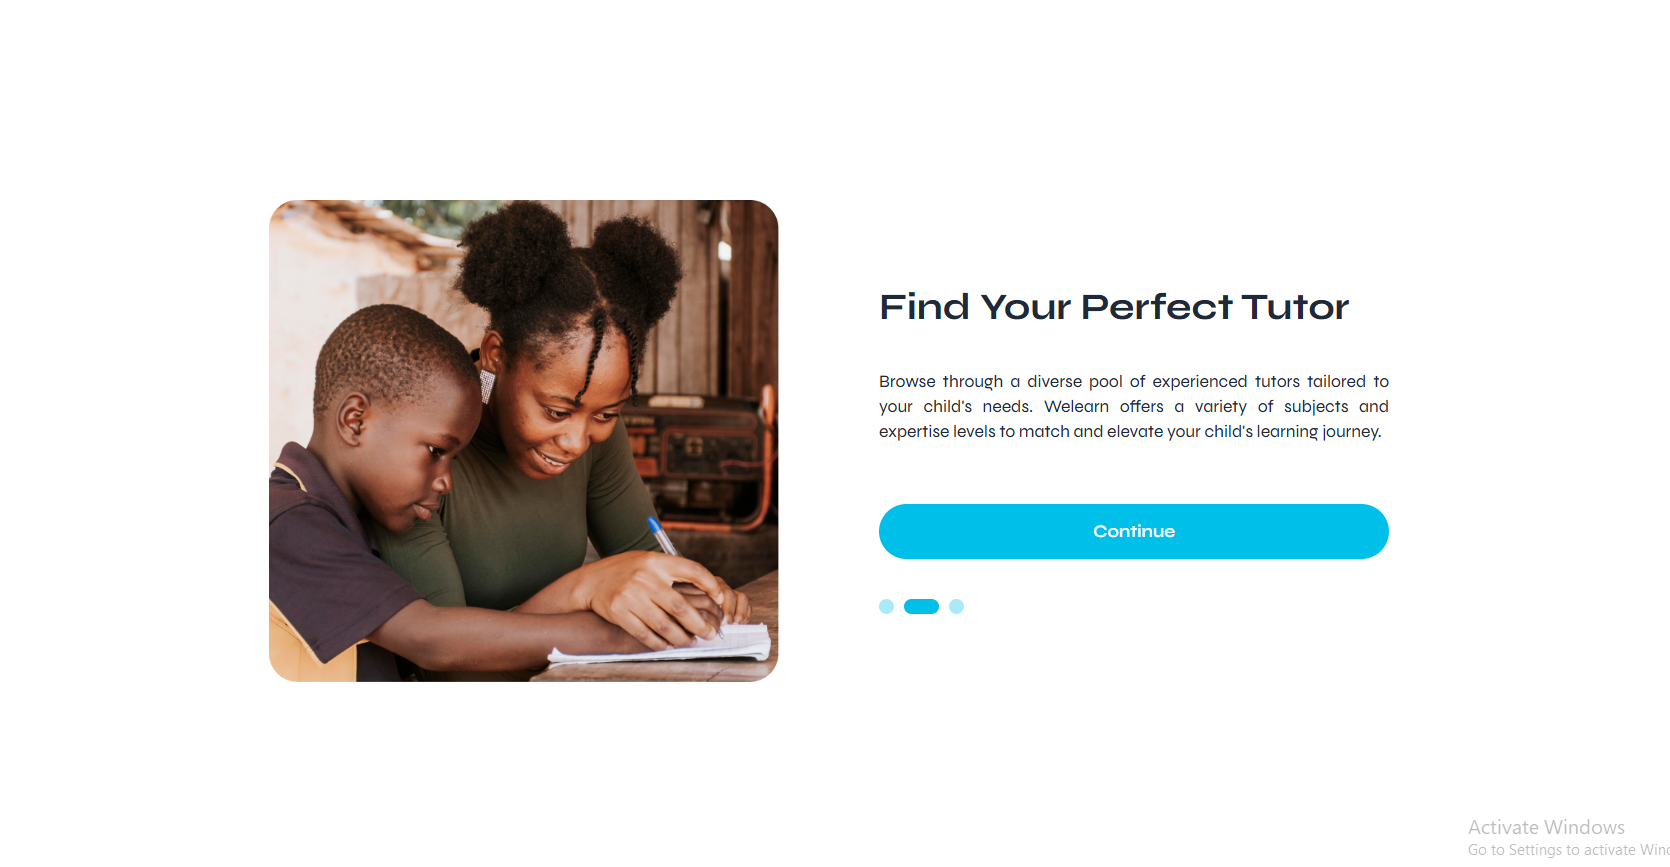 Find Your Perfect Tutor
Browse through a diverse pool of experienced tutors tailored to
your child's needs. Welearn offers a variety of subjects and
expertise levels to match and elevate your child's learning journey.
Continue
Activate Windows
Go to Settings to activate